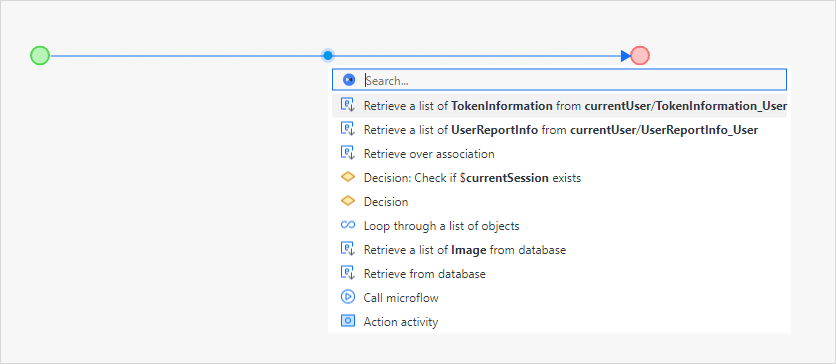 Search...
Retrieve a list of TokenInformation from currentUser/TokenInformation_User
Retrieve a list of UserReportInfo from currentUser/UserReportInfo_User
Retrieve over association
Decision: Check if $currentSession exists
Decision
Loop through a list of objects
Retrieve a list of Image from database
Retrieve from database
Call microflow
Action activity